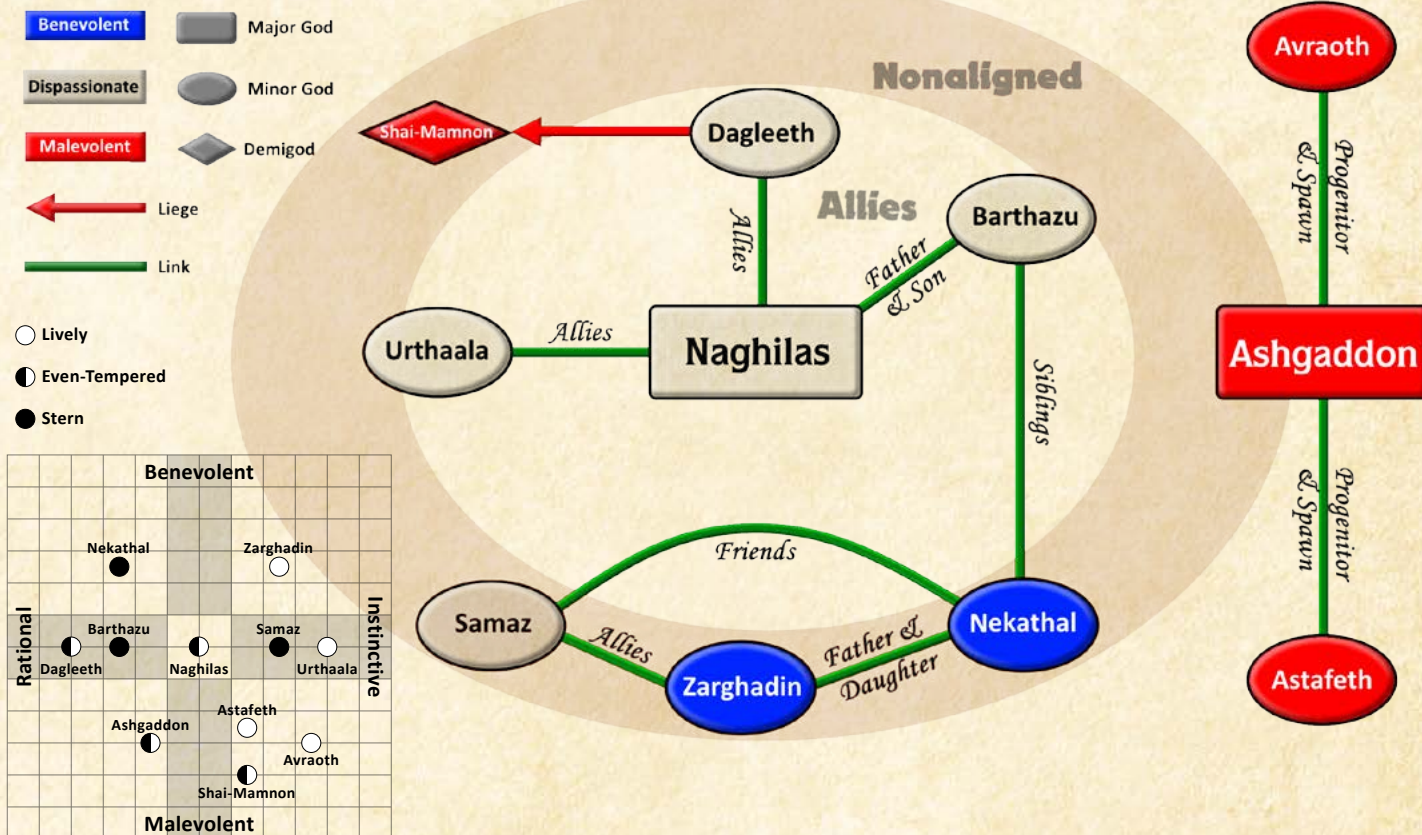 Benevolent
Major God
Dispassionate
Minor God
Malevolent
Demigod
Liege
Link
Lively
Even-Tempered
Stern
Nonaligned
Allies
Shai-Mamnon
Dagleeth
Allies
Barthazu
Father
& Son
Urthaala
Allies
Naghilas
Siblings
Friends
Samaz
Allies
Zarghadin
Father &
Daughter
Nekathal
Avraoth
Progenitor
& Spawn
Ashgaddon
Progenitor
& Spawn
Astafeth
Benevolent
Nekathal
Zarghadin
Rational
Instinctive
Barthazu
Samaz
Dagleeth
Naghilas
Urthaala
Astafeth
Ashgaddon
Avraoth
Shai-Mamnon
Malevolent